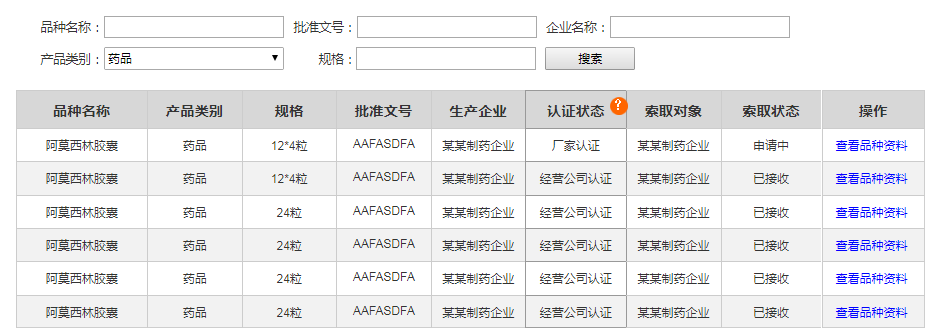 品种名称： 批准文号： 企业名称：
产品类别： 药品 规格： 搜索
品种名称 产品类别 规格 批准文号 生产企业 认证状态 ? 索取对象 索取状态 操作
阿莫西林胶囊 药品 12*4粒 AAFASDFA 某某制药企业 厂家认证 某某制药企业 申请中 查看品种资料
阿莫西林胶囊 药品 12*4粒 AAFASDFA 某某制药企业 经营公司认证 某某制药企业 已接收 查看品种资料
阿莫西林胶囊 药品 24粒 AAFASDFA 某某制药企业 经营公司认证 某某制药企业 已接收 查看品种资料
阿莫西林胶囊 药品 24粒 AAFASDFA 某某制药企业 经营公司认证 某某制药企业 已接收 查看品种资料
阿莫西林胶囊 药品 24粒 AAFASDFA 某某制药企业 经营公司认证 某某制药企业 已接收 查看品种资料
阿莫西林胶囊 药品 24粒 AAFASDFA 某某制药企业 经营公司认证 某某制药企业 已接收 查看品种资料